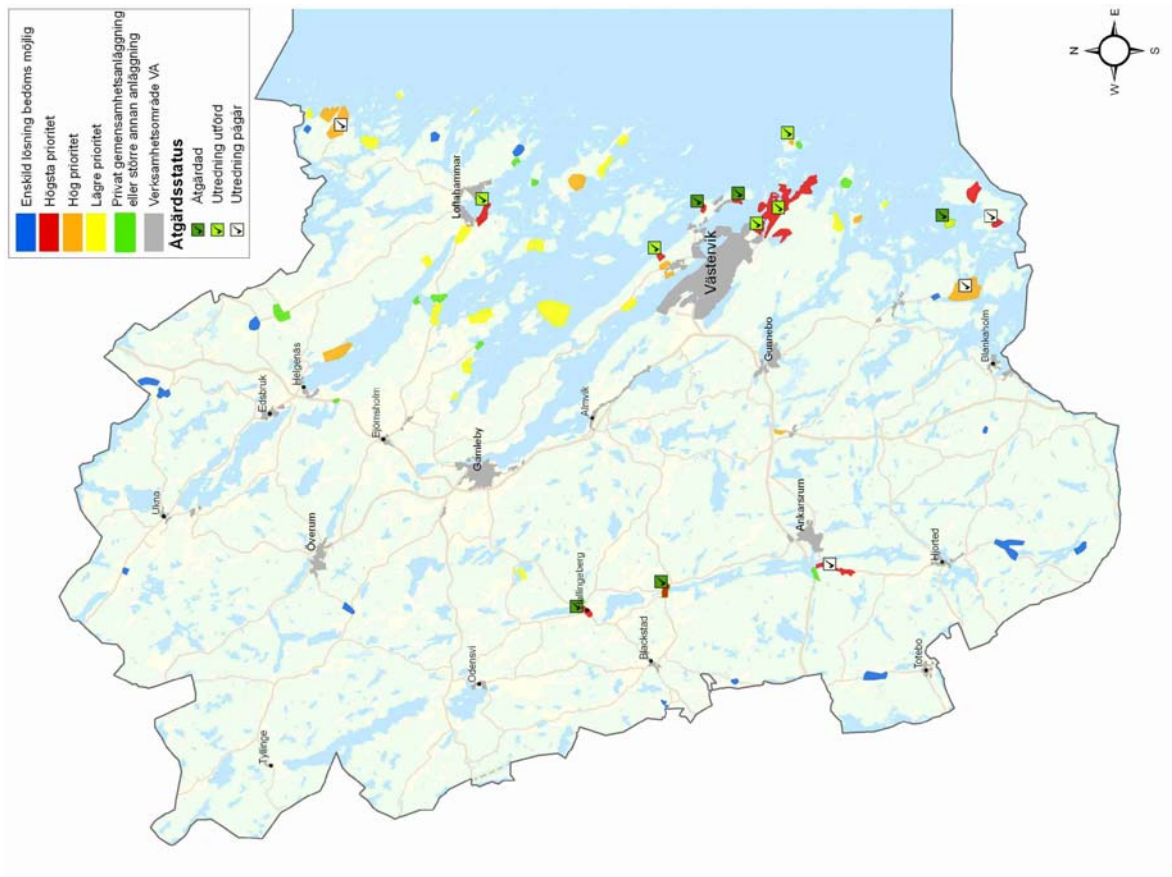 Enskild lösning bedöms möjlig
Högsta prioritet
Hög prioritet
Lägre prioritet
Privat gemensamhetsanläggning
eller större annan anläggning
Verksamhetsområde VA
Åtgärdsstatus
Åtgärdad
Utredning utförd
Utredning pågår
N
W
E
S
Loftahammar
Helgenäs
Edsbruk
Björnsholm
Ukna
Gamleby
Överum
Västervik
Almvik
Gunnebo
Blankaholm
Odensvi
Tyllinge
Blackstad
Ankarsrum
Hjorted
Totebo